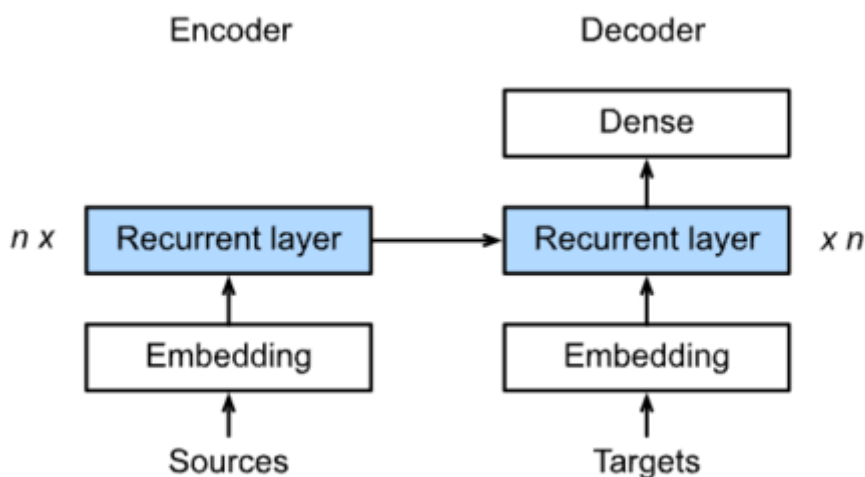 Encoder
Decoder
Dense
n x
Recurrent layer
Recurrent layer
x n
Embedding
Embedding
Sources
Targets